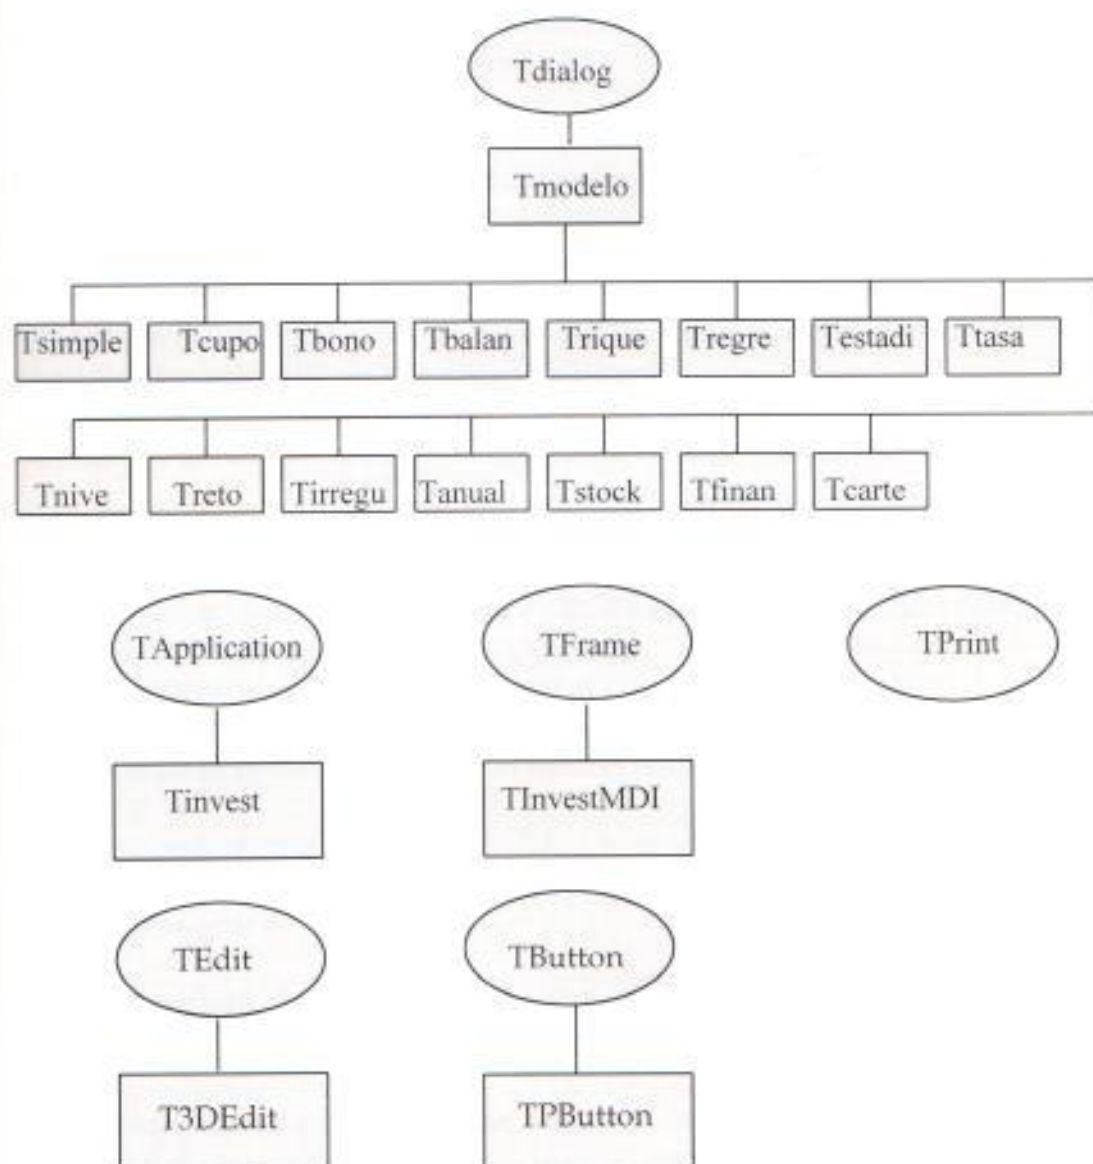 Tdialog
Tmodelo
Tsimple Tcupo Tbono Tbalan Trique Tregre Testadi Ttasa
Tnive Treto Tirregu Tanual Tstock Tfinan Tcarte
TApplication TFrame TPrint
Tinvest TInvestMDI
TEdit TButton
T3DEdit TPButton